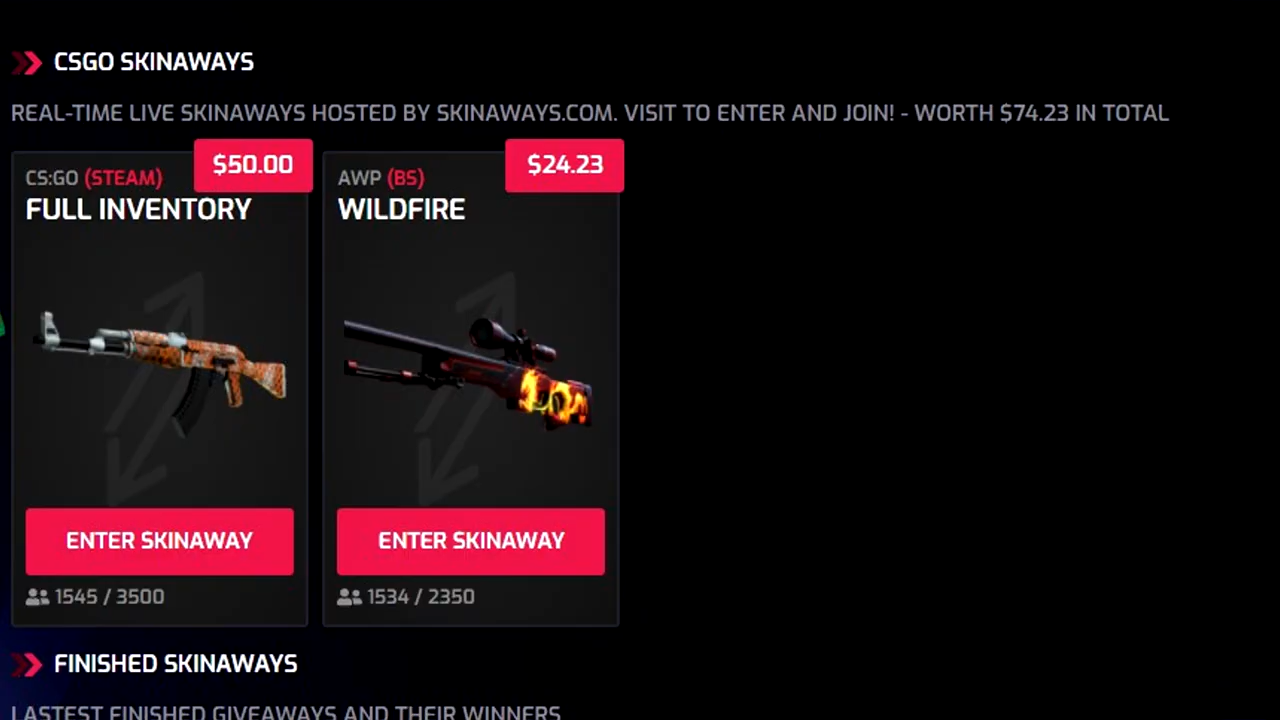 CSGO SKINAWAYS
REAL-TIME LIVE SKINAWAYS HOSTED BY SKINAWAYS.COM. VISIT TO ENTER AND JOIN! - WORTH $74.23 IN TOTAL
$50.00
CS:GO (STEAM)
FULL INVENTORY
ENTER SKINAWAY
1545 / 3500
$24.23
AWP (BS)
WILDFIRE
ENTER SKINAWAY
1534 / 2350
FINISHED SKINAWAYS
LASTEST FINISHED GIVEAWAYS AND THEIR WINNERS